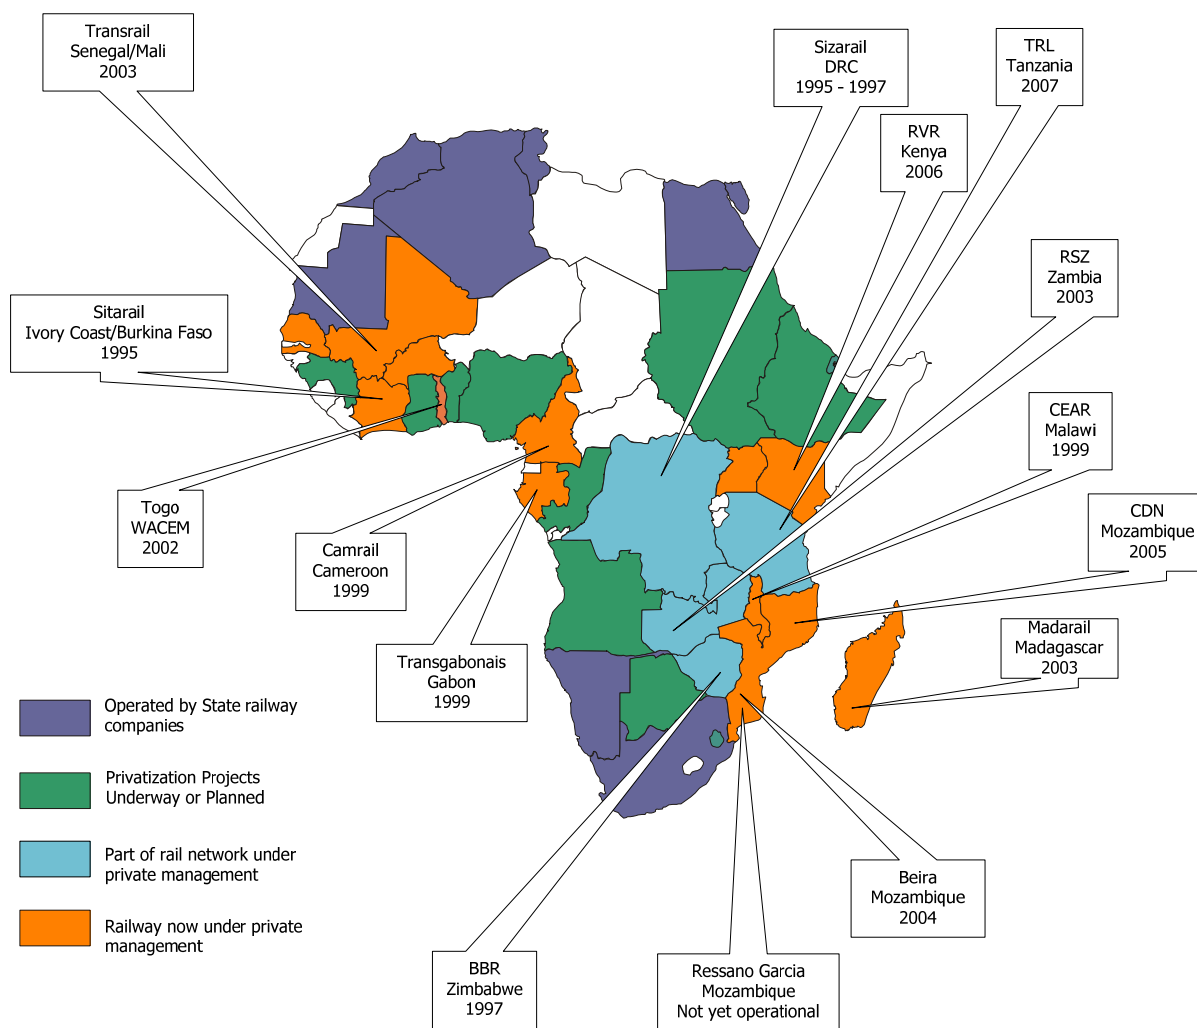 Transrail
Senegal/Mali
2003
Sizarail
DRC
1995 - 1997
TRL
Tanzania
2007
RVR
Kenya
2006
RSZ
Zambia
2003
Sitarail
Ivory Coast/Burkina Faso
1995
CEAR
Malawi
1999
Togo
WACEM
2002
CDN
Mozambique
2005
Camrail
Cameroon
1999
Transgabonais
Gabon
1999
Madarail
Madagascar
2003
Operated by State railway
companies
Privatization Projects
Underway or Planned
Part of rail network under
private management
Railway now under private
management
Beira
Mozambique
2004
BBR
Zimbabwe
1997
Ressano Garcia
Mozambique
Not yet operational